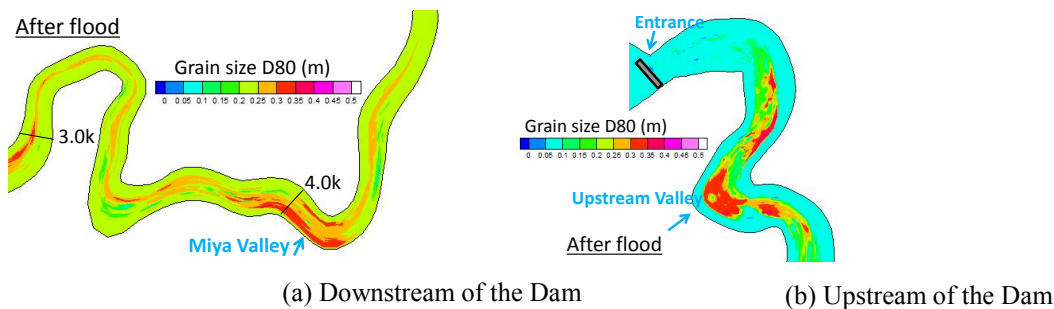 After flood
Grain size D80 (m)
0 0.05 0.1 0.15 0.2 0.25 0.3 0.35 0.4 0.45 0.5
3.0k
4.0k
Miya Valley
(a) Downstream of the Dam
Entrance
Grain size D80 (m)
0 0.05 0.1 0.15 0.2 0.25 0.3 0.35 0.4 0.45 0.5
Upstream Valley
After flood
(b) Upstream of the Dam